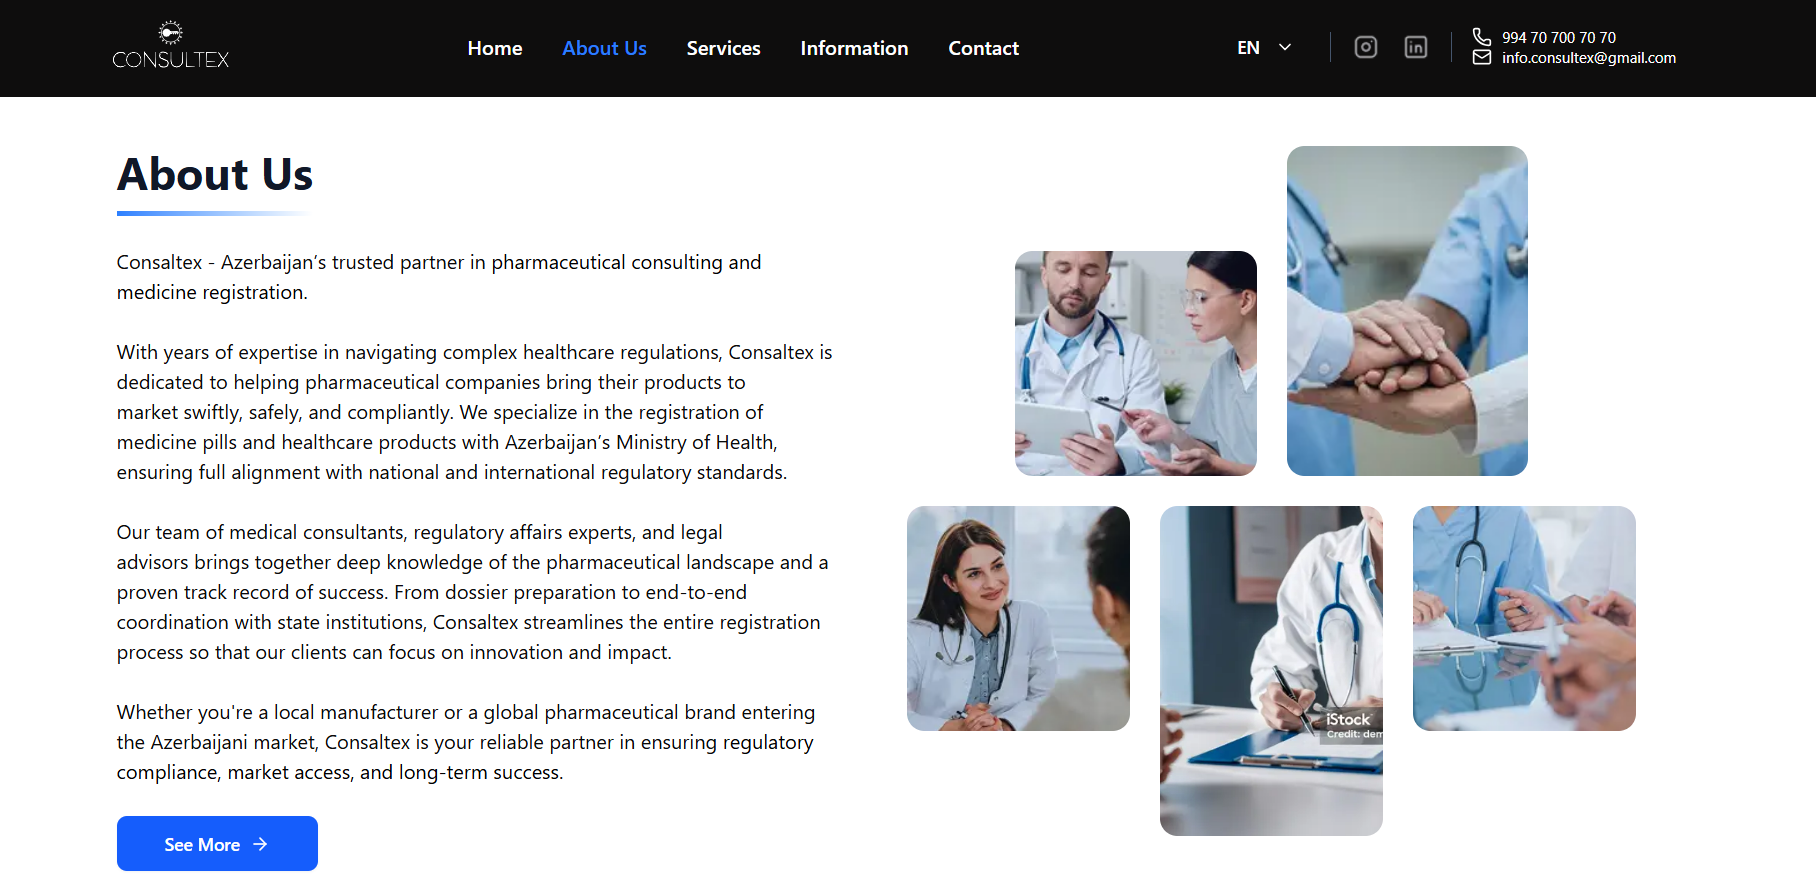 CONSULTEX
Home
About Us
Services
Information
Contact
EN
994 70 700 70 70
info.consultex@gmail.com
About Us
Consaltex - Azerbaijan’s trusted partner in pharmaceutical consulting and
medicine registration.
With years of expertise in navigating complex healthcare regulations, Consaltex is
dedicated to helping pharmaceutical companies bring their products to
market swiftly, safely, and compliantly. We specialize in the registration of
medicine pills and healthcare products with Azerbaijan’s Ministry of Health,
ensuring full alignment with national and international regulatory standards.
Our team of medical consultants, regulatory affairs experts, and legal
advisors brings together deep knowledge of the pharmaceutical landscape and a
proven track record of success. From dossier preparation to end-to-end
coordination with state institutions, Consaltex streamlines the entire registration
process so that our clients can focus on innovation and impact.
Whether you're a local manufacturer or a global pharmaceutical brand entering
the Azerbaijani market, Consaltex is your reliable partner in ensuring regulatory
compliance, market access, and long-term success.
See More
iStock
Credit: dem